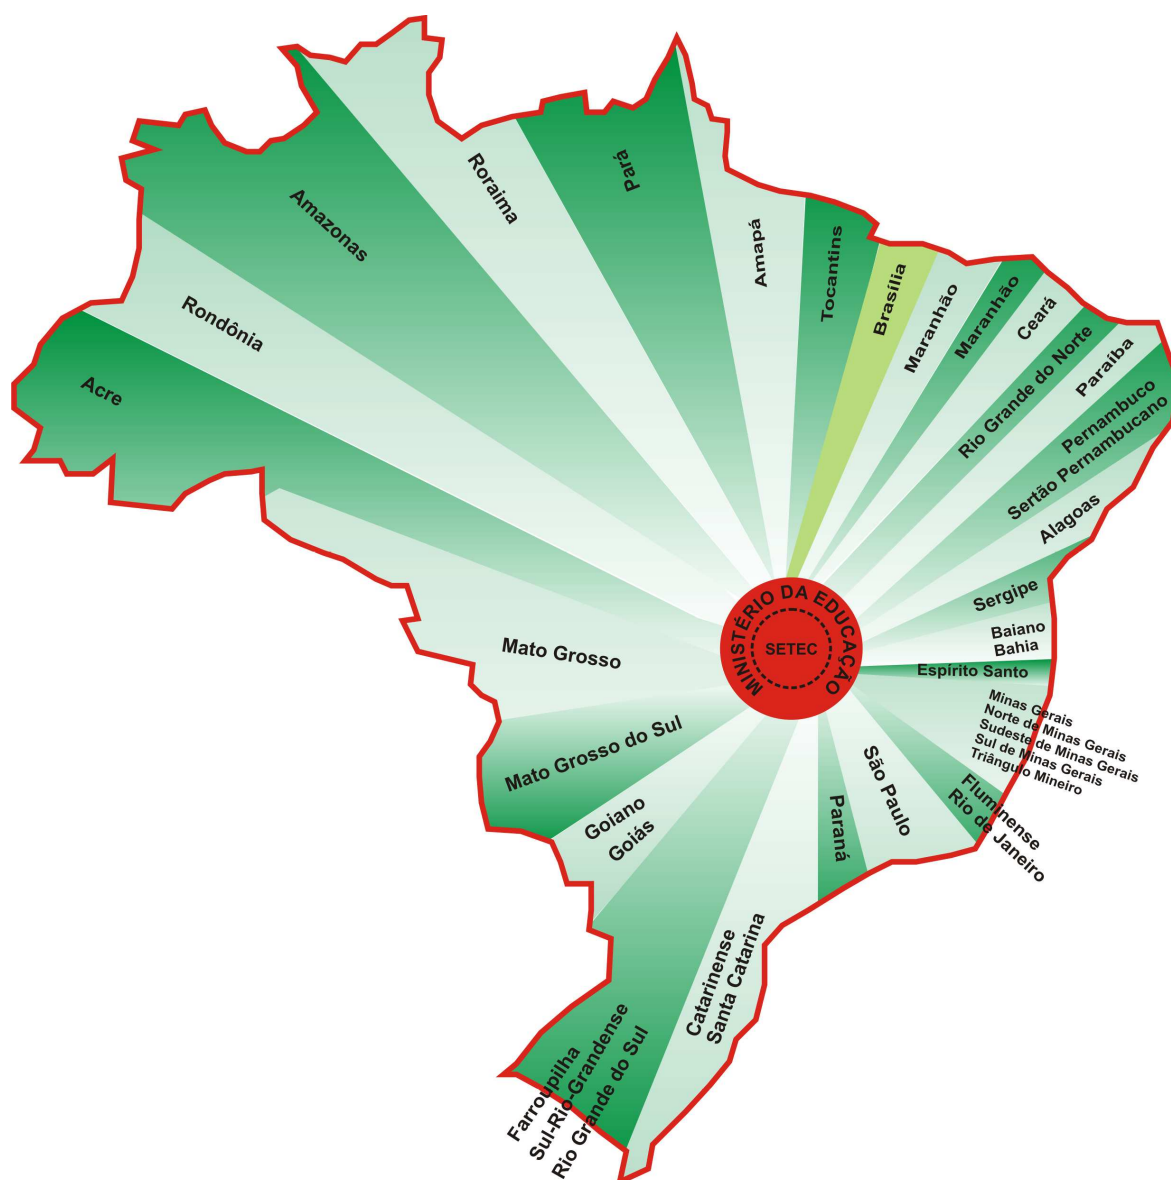 Roraima
Pará
Amazonas
Amapá
Tocantins
Brasília
Maranhão
Maranhão
Ceará
Rio Grande do Norte
Paraíba
Pernambuco
Sertão Pernambucano
Alagoas
Rondônia
Acre
Sergipe
Baiano
Bahia
Espírito Santo
MINISTÉRIO DA EDUCAÇÃO
SETEC
Mato Grosso
Mato Grosso do Sul
Goiano
Goiás
Minas Gerais
Norte de Minas Gerais
Sudeste de Minas Gerais
Sul de Minas Gerais
Triângulo Mineiro
Fluminense
Rio de Janeiro
São Paulo
Paraná
Catarinense
Santa Catarina
Farroupilha
Sul-Rio-Grandense
Rio Grande do Sul